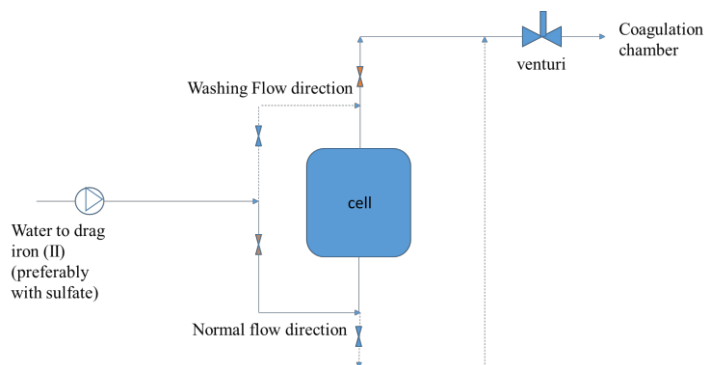 Coagulation
chamber
venturi
Washing Flow direction
cell
Water to drag
iron (II)
(preferably
with sulfate)
Normal flow direction